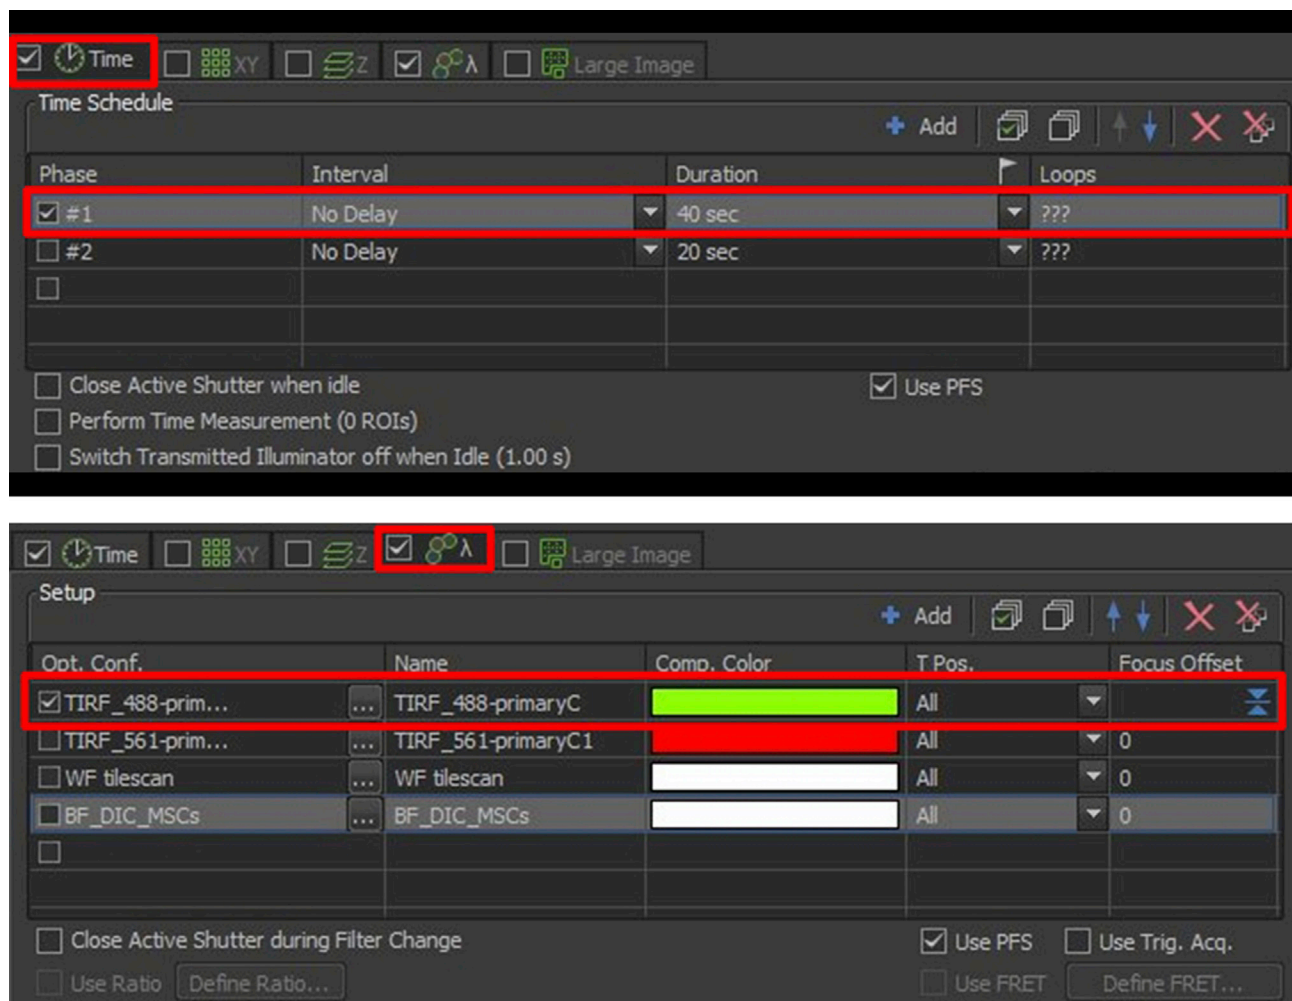 Time XY Z λ Large Image
Time Schedule
Add
Phase Interval Duration Loops
#1 No Delay 40 sec ???
#2 No Delay 20 sec ???
Close Active Shutter when idle Use PFS
Perform Time Measurement (0 ROIs)
Switch Transmitted Illuminator off when Idle (1.00 s)
Time XY Z λ Large Image
Setup
Add
Opt. Conf. Name Comp. Color T Pos. Focus Offset
TIRF_488-prim... ... TIRF_488-primaryC All
TIRF_561-prim... ... TIRF_561-primaryC1 All 0
WF tilescan ... WF tilescan All 0
BF_DIC_MSCs ... BF_DIC_MSCs All 0
Close Active Shutter during Filter Change Use PFS Use Trig. Acq.
Use Ratio Define Ratio... Use FRET Define FRET...